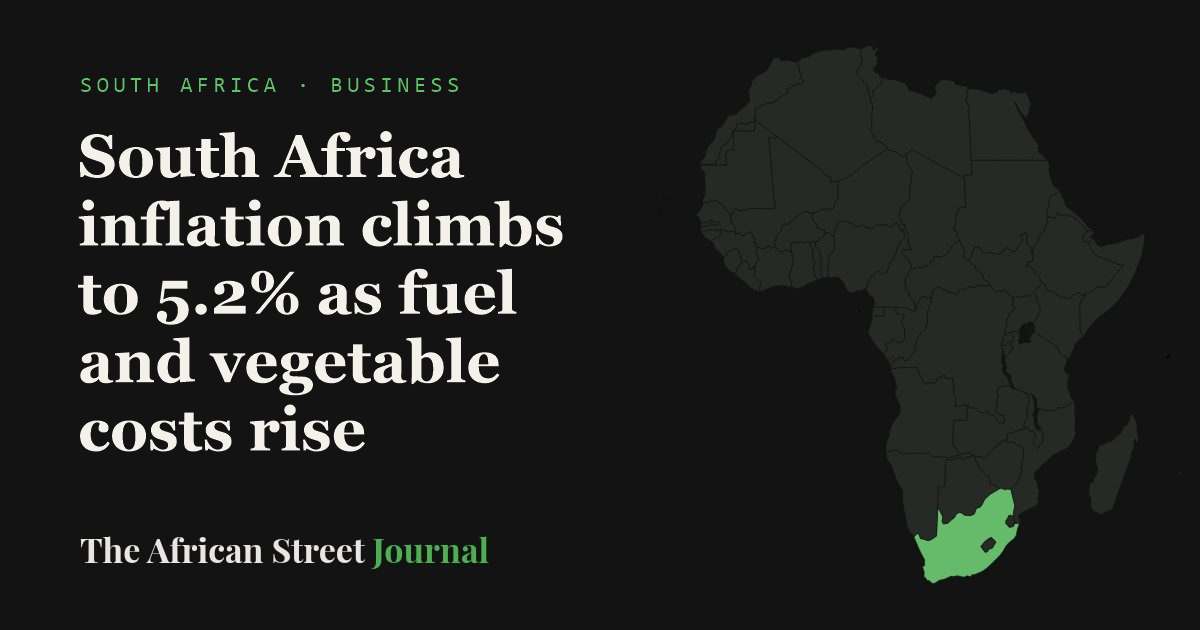 SOUTH AFRICA · BUSINESS
South Africa
inflation climbs
to 5.2% as fuel
and vegetable
costs rise
The African Street Journal